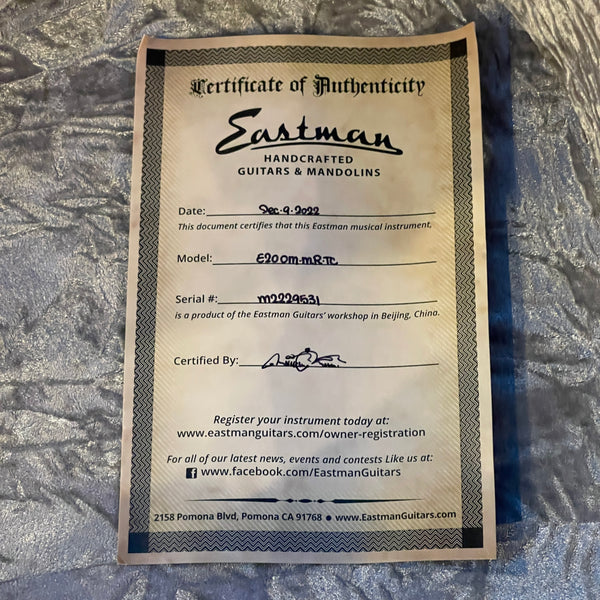 Certificate of Authenticity
Eastman
HANDCRAFTED
GUITARS & MANDOLINS
Date: Dec. 9. 2022
This document certifies that this Eastman musical instrument,
Model: E20OM-MR-TC
Serial #: M2229531
is a product of the Eastman Guitars' workshop in Beijing, China.
Certified By:
Register your instrument today at:
www.eastmanguitars.com/owner-registration
For all of our latest news, events and contests Like us at:
f www.facebook.com/EastmanGuitars
2158 Pomona Blvd, Pomona CA 91768 ● www.EastmanGuitars.com